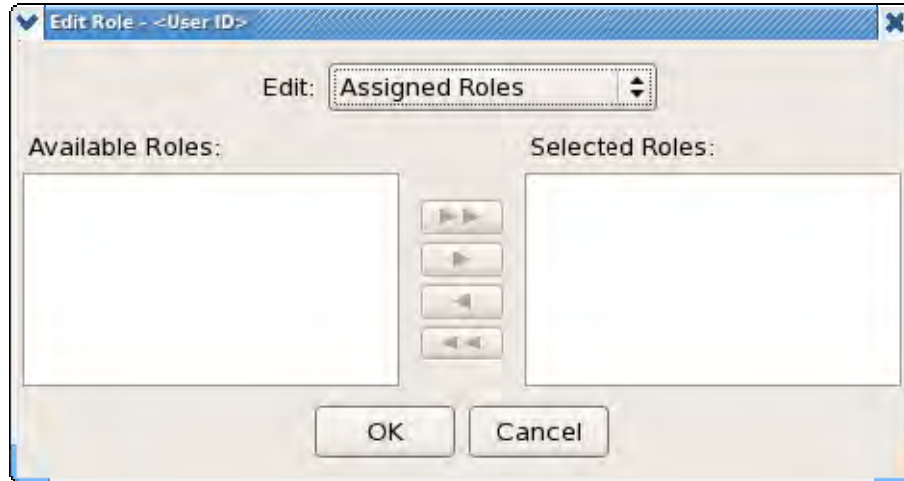 Edit Role - <User ID>
Edit: Assigned Roles
Available Roles: Selected Roles:
OK Cancel